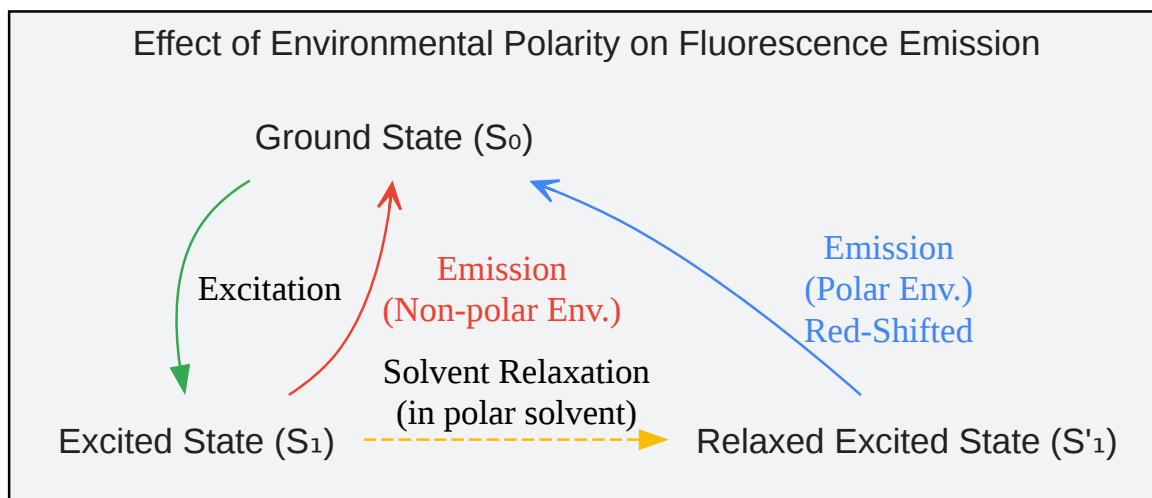 Effect of Environmental Polarity on Fluorescence Emission
Ground State (S₀)
Excitation
Emission
(Non-polar Env.)
Emission
(Polar Env.)
Red-Shifted
Solvent Relaxation
(in polar solvent)
Excited State (S₁)
Relaxed Excited State (S'₁)